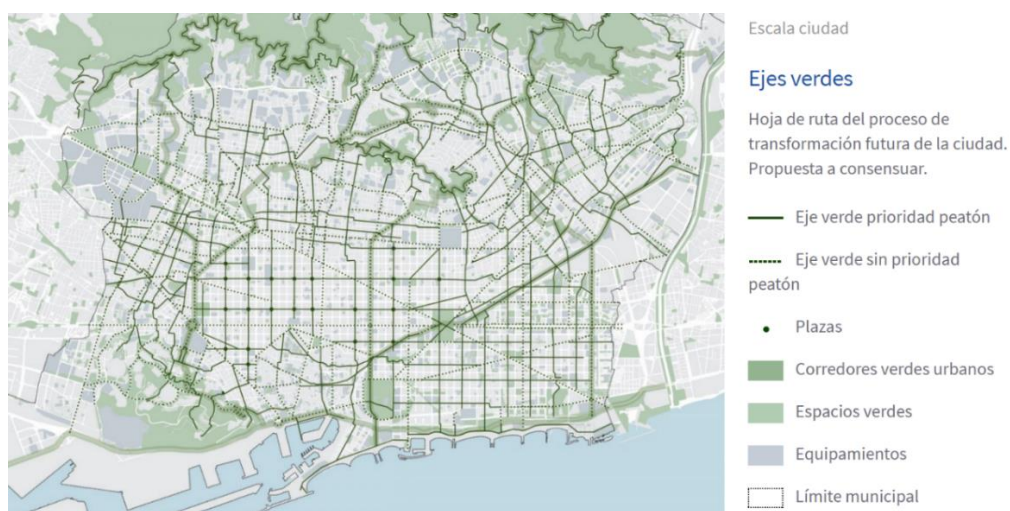 Escala ciudad
Ejes verdes
Hoja de ruta del proceso de
transformación futura de la ciudad.
Propuesta a consensuar.
Eje verde prioridad peatón
Eje verde sin prioridad
peatón
Plazas
Corredores verdes urbanos
Espacios verdes
Equipamientos
Límite municipal